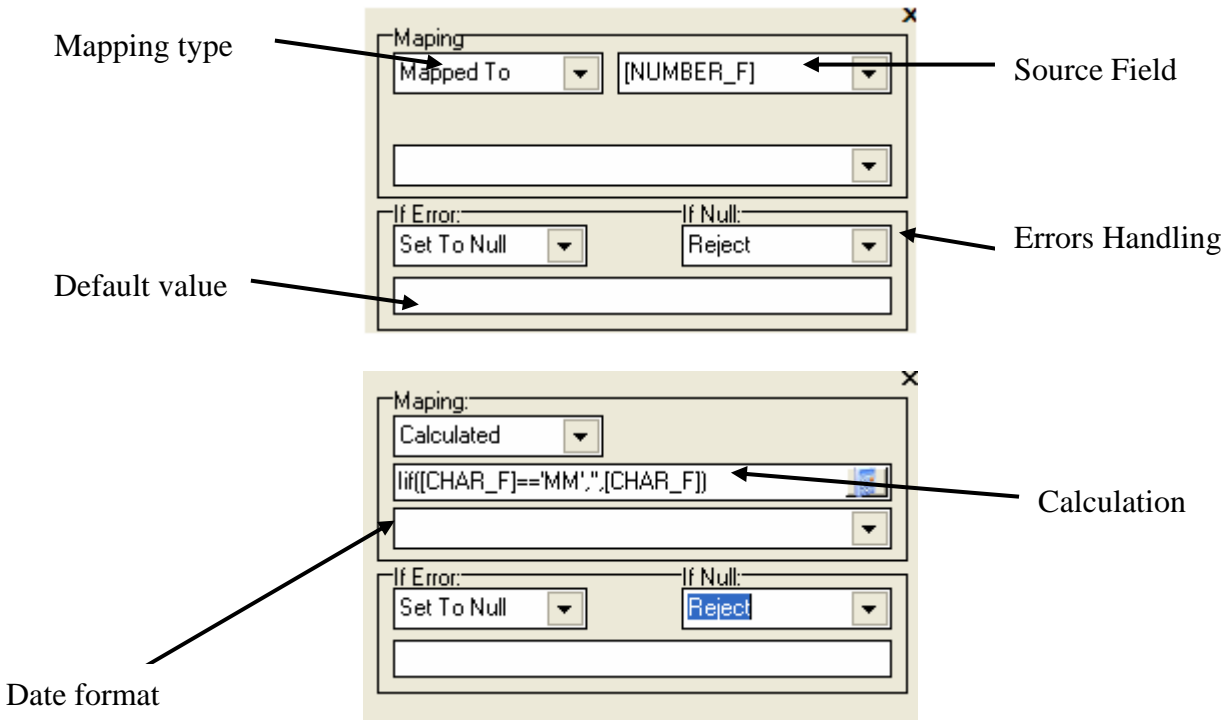 x
Maping
Mapping type
Mapped To [NUMBER_F]
Source Field
If Error: If Null:
Set To Null Reject
Errors Handling
Default value
x
Maping:
Calculated
Iif([CHAR_F]=='MM','',[CHAR_F])
Calculation
If Error: If Null:
Set To Null Reject
Date format